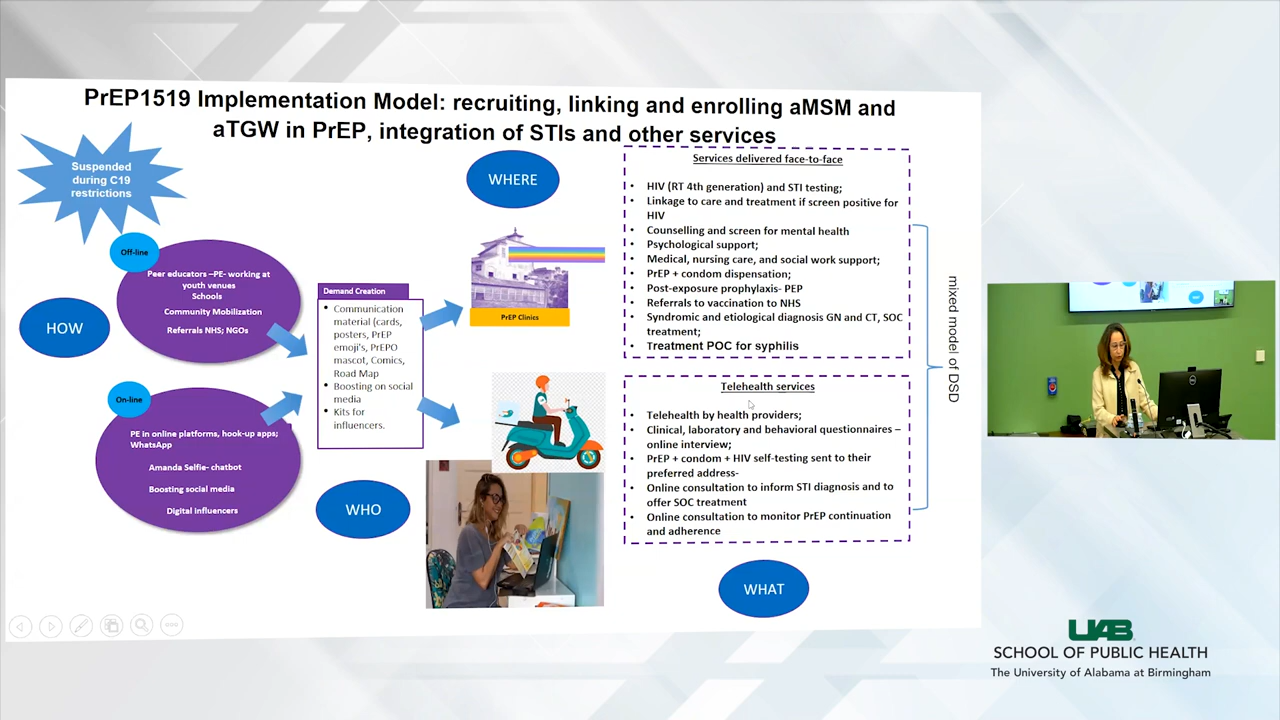 PrEP1519 Implementation Model: recruiting, linking and enrolling aMSM and
aTGW in PrEP, integration of STIs and other services
Suspended
during C19
restrictions
HOW
Off-line
Peer educators –PE- working at
youth venues
Schools
Community Mobilization
Referrals NHS; NGOs
On-line
PE in online platforms, hook-up apps;
WhatsApp
Amanda Selfie- chatbot
Boosting social media
Digital influencers
Demand Creation
• Communication
material (cards,
posters, PrEP
emoji's, PrEPO
mascot, Comics,
Road Map
• Boosting on social
media
• Kits for
influencers.
WHO
WHERE
PrEP Clinics
Services delivered face-to-face
• HIV (RT 4th generation) and STI testing;
• Linkage to care and treatment if screen positive for
HIV
• Counselling and screen for mental health
• Psychological support;
• Medical, nursing care, and social work support;
• PrEP + condom dispensation;
• Post-exposure prophylaxis- PEP
• Referrals to vaccination to NHS
• Syndromic and etiological diagnosis GN and CT, SOC
treatment;
• Treatment POC for syphilis
Telehealth services
• Telehealth by health providers;
• Clinical, laboratory and behavioral questionnaires –
online interview;
• PrEP + condom + HIV self-testing sent to their
preferred address-
• Online consultation to inform STI diagnosis and to
offer SOC treatment
• Online consultation to monitor PrEP continuation
and adherence
WHAT
mixed model of DSD
UAB
SCHOOL OF PUBLIC HEALTH
The University of Alabama at Birmingham